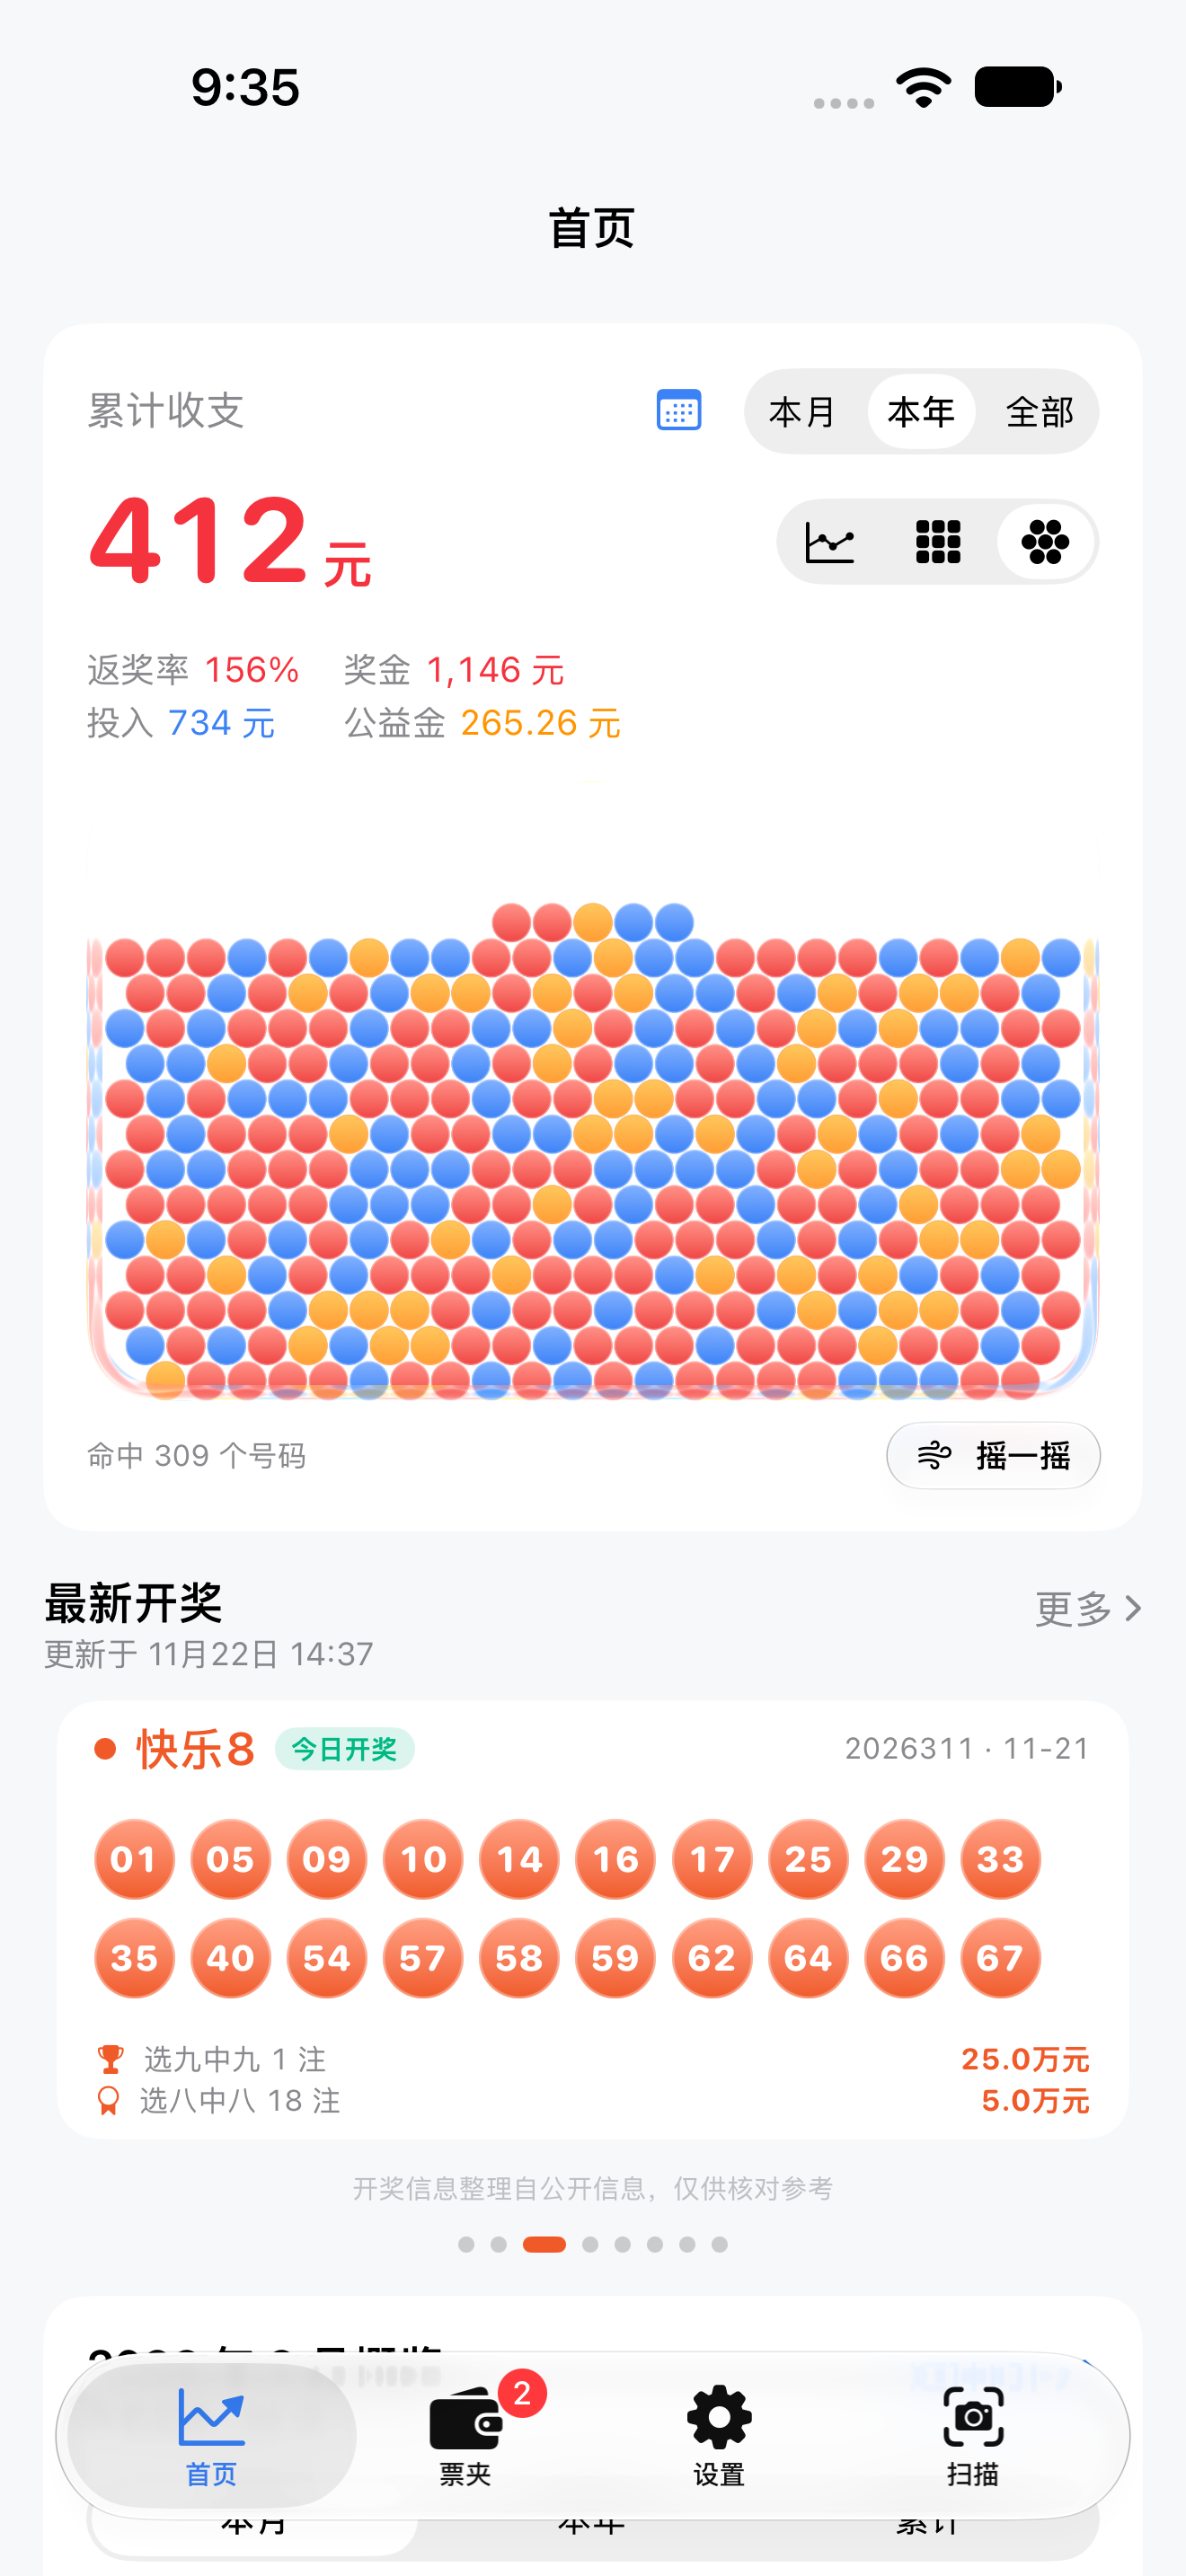 9:35
首页
累计收支
本月 本年 全部
412 元
返奖率 156% 奖金 1,146 元
投入 734 元 公益金 265.26 元
命中 309 个号码
摇一摇
最新开奖
更多
更新于 11月22日 14:37
快乐8 今日开奖 2026311 · 11-21
01 05 09 10 14 16 17 25 29 33
35 40 54 57 58 59 62 64 66 67
选九中九 1 注 25.0万元
选八中八 18 注 5.0万元
开奖信息整理自公开信息，仅供核对参考
2
首页 票夹 设置 扫描
本月 本年 累计